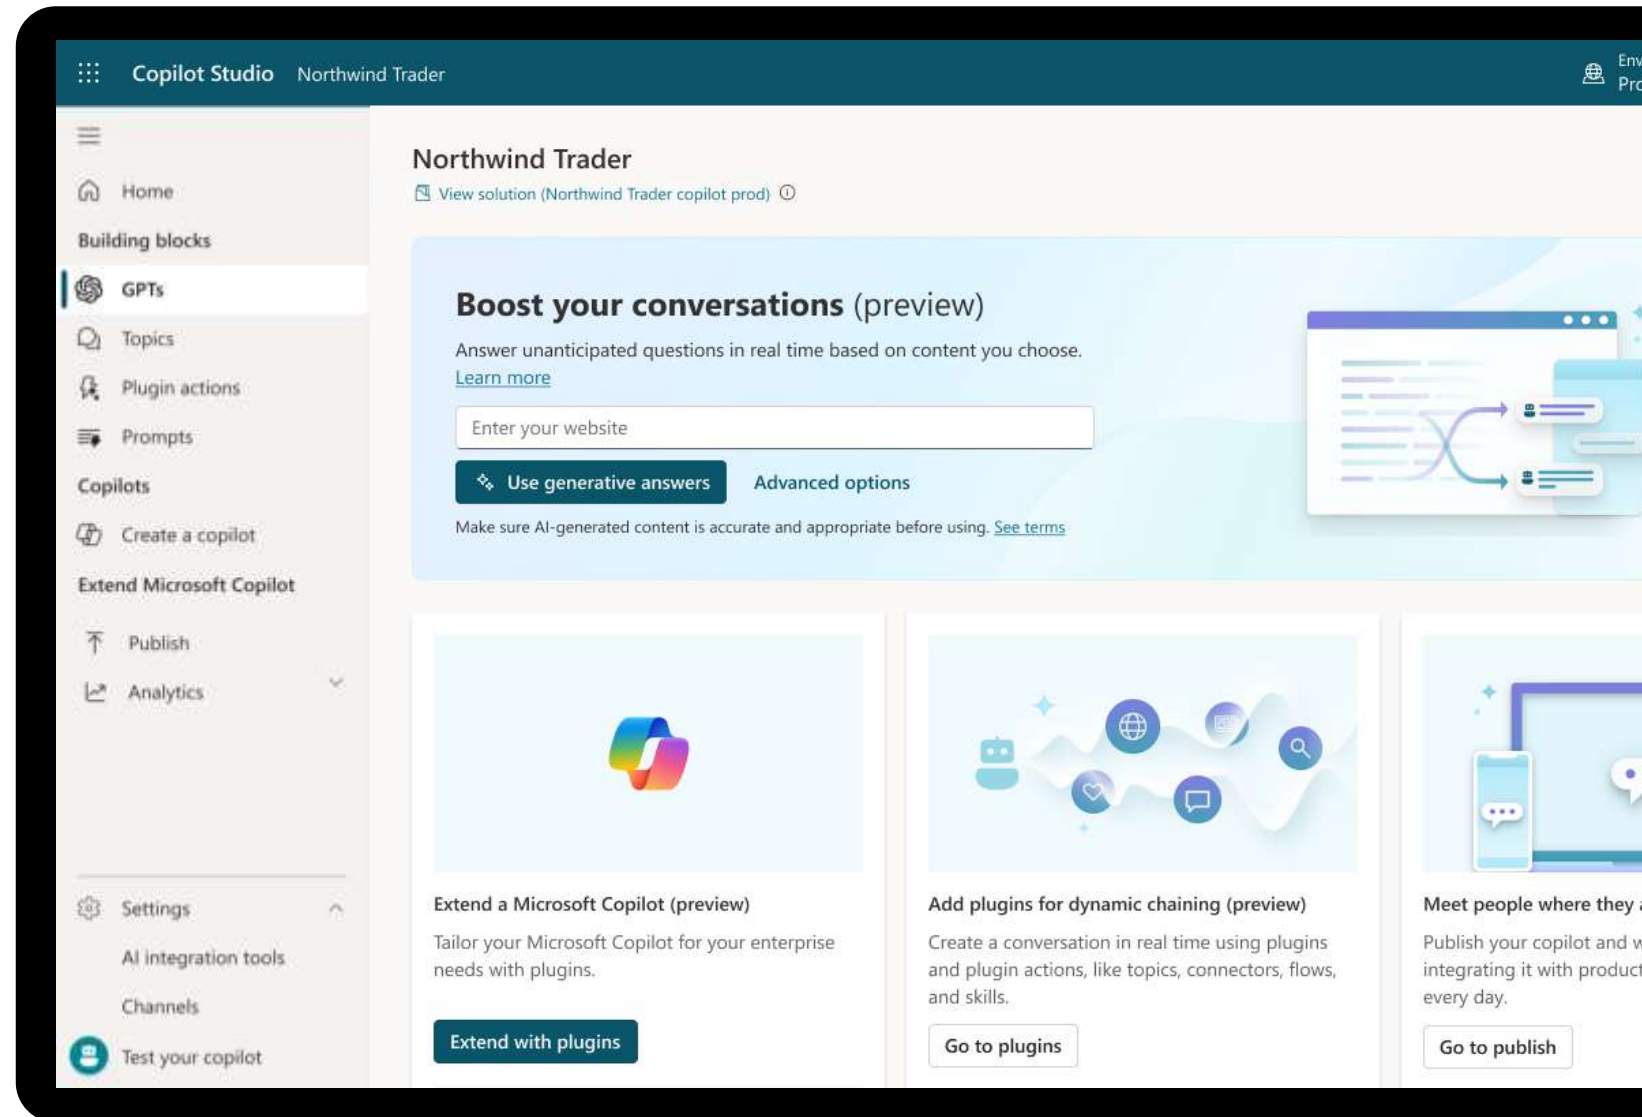 Copilot Studio Northwind Trader
Env
Pro
Home
Building blocks
GPTs
Topics
Plugin actions
Prompts
Copilots
Create a copilot
Extend Microsoft Copilot
Publish
Analytics
Settings
AI integration tools
Channels
Test your copilot
Northwind Trader
View solution (Northwind Trader copilot prod)
Boost your conversations (preview)
Answer unanticipated questions in real time based on content you choose.
Learn more
Enter your website
Use generative answers Advanced options
Make sure AI-generated content is accurate and appropriate before using. See terms
Extend a Microsoft Copilot (preview)
Tailor your Microsoft Copilot for your enterprise
needs with plugins.
Extend with plugins
Add plugins for dynamic chaining (preview)
Create a conversation in real time using plugins
and plugin actions, like topics, connectors, flows,
and skills.
Go to plugins
Meet people where they a
Publish your copilot and w
integrating it with product
every day.
Go to publish